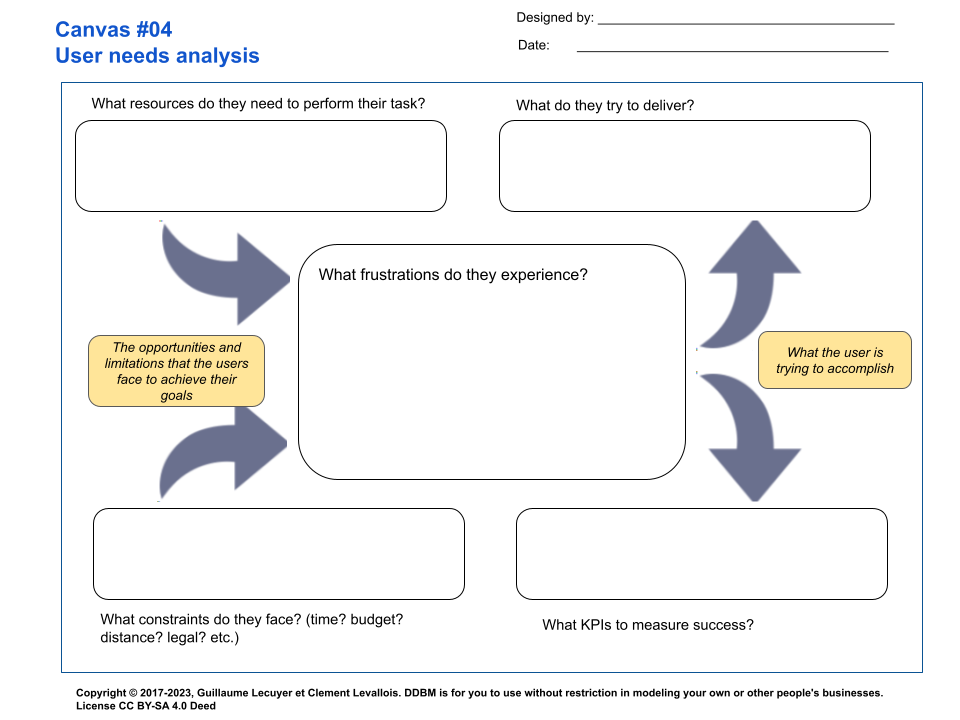 Canvas #04
User needs analysis
Designed by:
Date:
What resources do they need to perform their task?
What do they try to deliver?
What frustrations do they experience?
The opportunities and
limitations that the users
face to achieve their
goals
What the user is
trying to accomplish
What constraints do they face? (time? budget?
distance? legal? etc.)
What KPIs to measure success?
Copyright © 2017-2023, Guillaume Lecuyer et Clement Levallois. DDBM is for you to use without restriction in modeling your own or other people's businesses.
License CC BY-SA 4.0 Deed